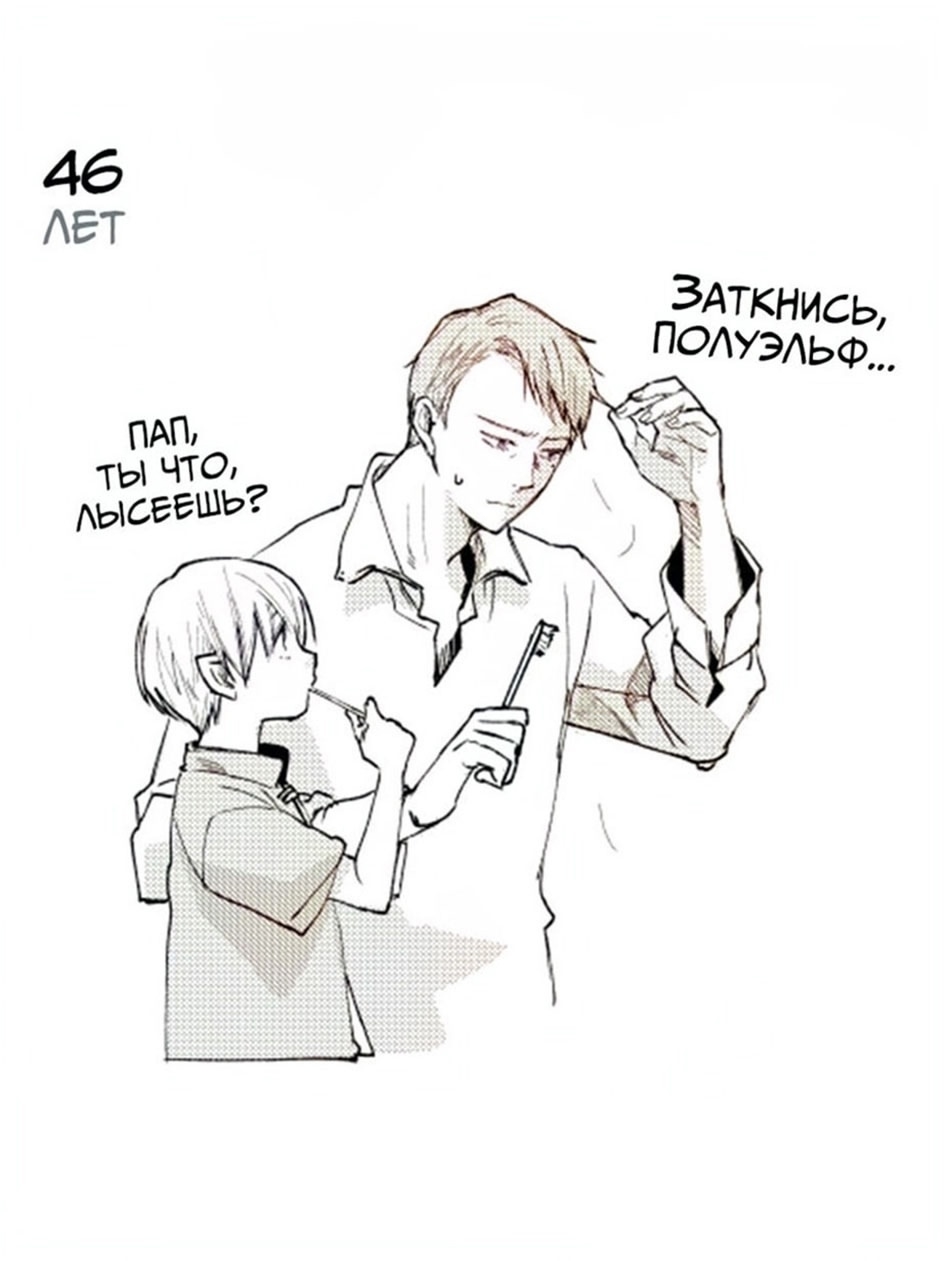 46
ЛЕТ
ЗАТКНИСЬ,
ПОЛУЭЛЬФ...
ПАП,
ТЫ ЧТО,
ЛЫСЕЕШЬ?